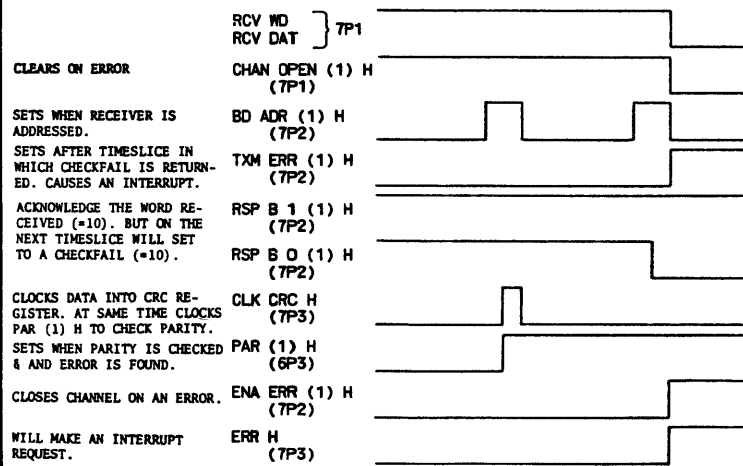 RCV WD
RCV DAT } 7P1
CLEARS ON ERROR
CHAN OPEN (1) H
(7P1)
SETS WHEN RECEIVER IS
ADDRESSED.
BD ADR (1) H
(7P2)
SETS AFTER TIMESLICE IN
WHICH CHECKFAIL IS RETURN-
ED. CAUSES AN INTERRUPT.
TXM ERR (1) H
(7P2)
ACKNOWLEDGE THE WORD RE-
CEIVED (=10). BUT ON THE
NEXT TIMESLICE WILL SET
TO A CHECKFAIL (=10).
RSP B 1 (1) H
(7P2)
RSP B 0 (1) H
(7P2)
CLOCKS DATA INTO CRC RE-
GISTER. AT SAME TIME CLOCKS
PAR (1) H TO CHECK PARITY.
CLK CRC H
(7P3)
SETS WHEN PARITY IS CHECKED
& AND ERROR IS FOUND.
PAR (1) H
(6P3)
CLOSES CHANNEL ON AN ERROR.
ENA ERR (1) H
(7P2)
WILL MAKE AN INTERRUPT
REQUEST.
ERR H
(7P3)